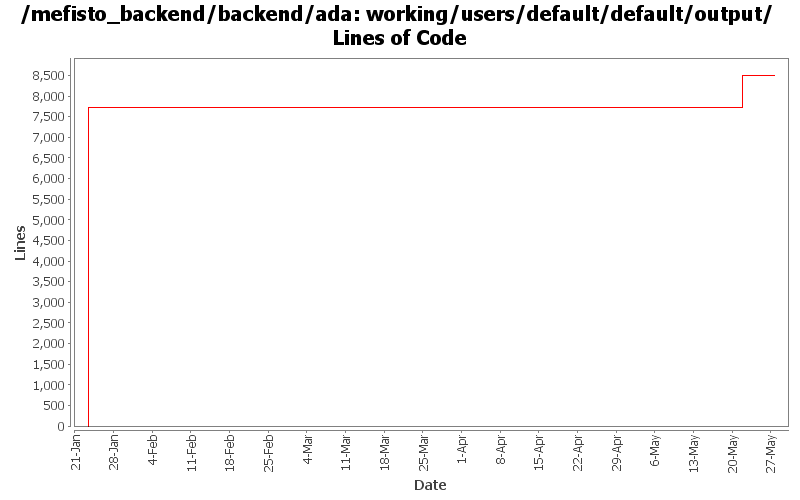 /mefisto_backend/backend/ada: working/users/default/default/output/
Lines of Code
8,500
8,000
7,500
7,000
6,500
6,000
5,500
5,000
4,500
4,000
3,500
3,000
2,500
2,000
1,500
1,000
500
0
Lines
21-Jan
28-Jan
4-Feb
11-Feb
18-Feb
25-Feb
4-Mar
11-Mar
18-Mar
25-Mar
1-Apr
8-Apr
15-Apr
22-Apr
29-Apr
6-May
13-May
20-May
27-May
Date